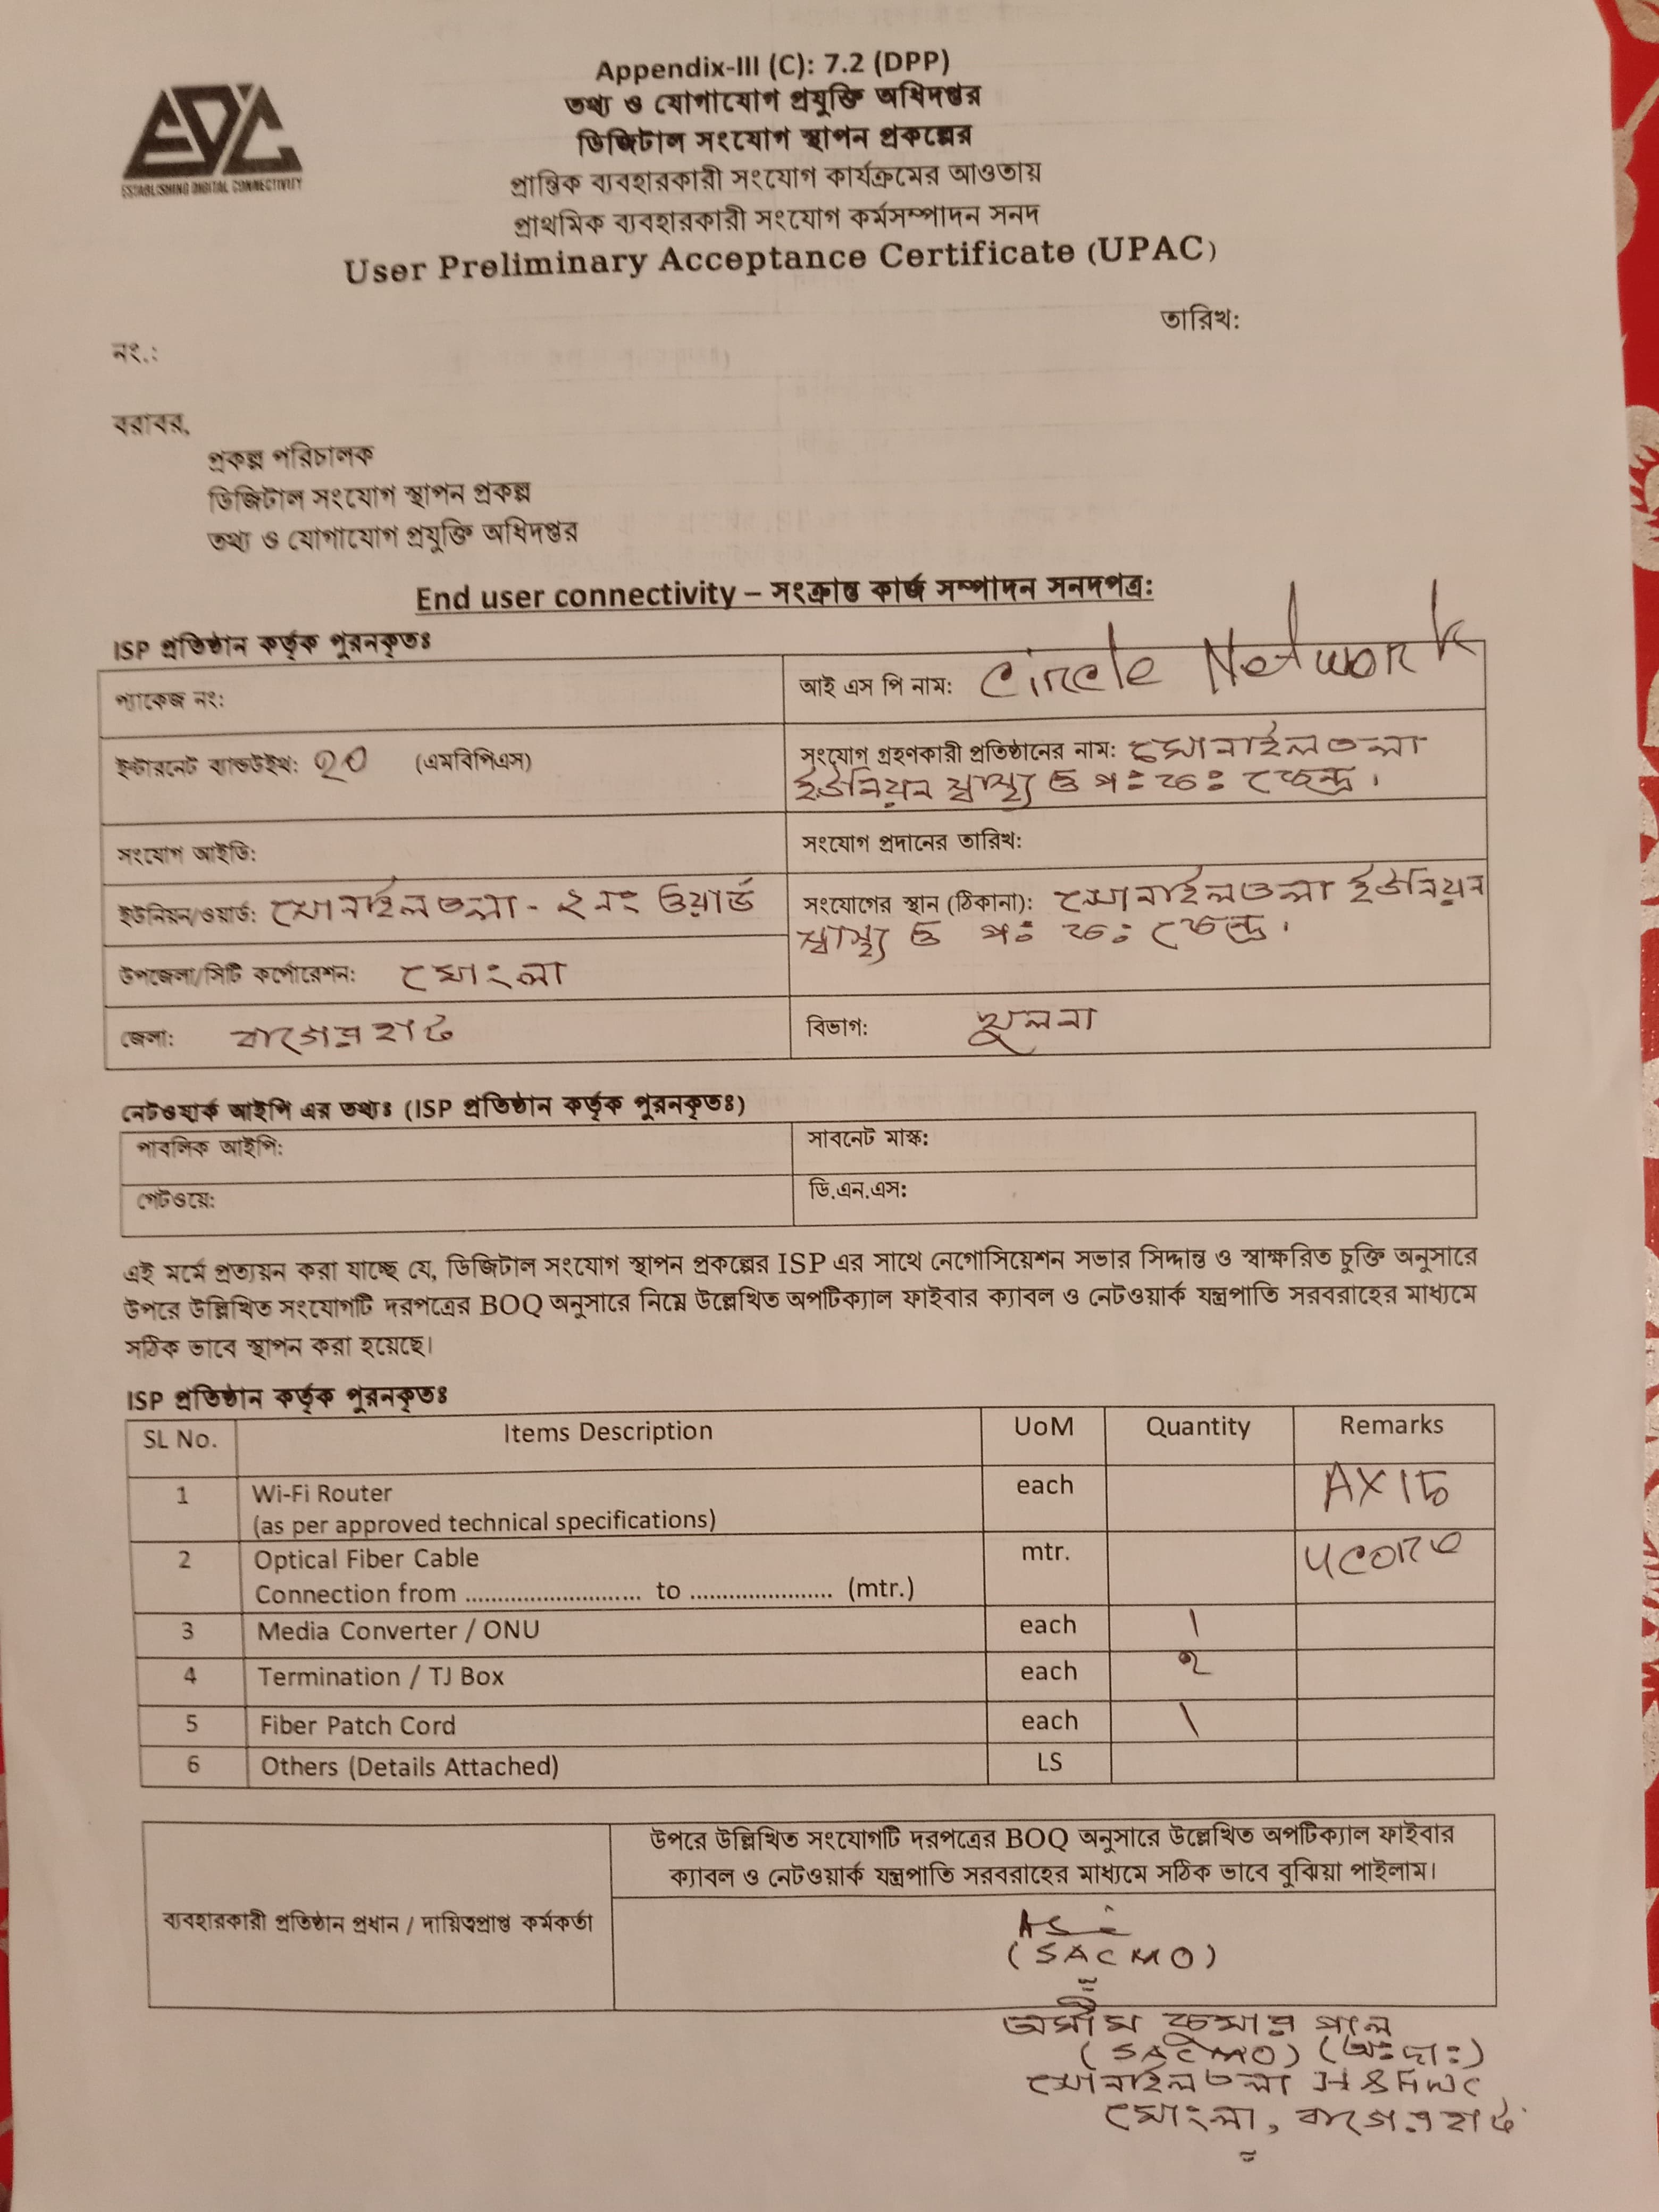 EDC
ESTABLISHING DIGITAL CONNECTIVITY
Appendix-III (C): 7.2 (DPP)
তথ্য ও যোগাযোগ প্রযুক্তি অধিদপ্তর
ডিজিটাল সংযোগ স্থাপন প্রকল্পের
প্রান্তিক ব্যবহারকারী সংযোগ কার্যক্রমের আওতায়
প্রাথমিক ব্যবহারকারী সংযোগ কর্মসম্পাদন সনদ
User Preliminary Acceptance Certificate (UPAC)
তারিখ:
নং.:
বরাবর,
প্রকল্প পরিচালক
ডিজিটাল সংযোগ স্থাপন প্রকল্প
তথ্য ও যোগাযোগ প্রযুক্তি অধিদপ্তর
End user connectivity – সংক্রান্ত কার্জ সম্পাদন সনদপত্র:
ISP প্রতিষ্ঠান কর্তৃক পুরনকৃতঃ
প্যাকেজ নং:
আই এস পি নাম: Circle Network
ইন্টারনেট ব্যান্ডউইথ: ২০ (এমবিপিএস)
সংযোগ গ্রহণকারী প্রতিষ্ঠানের নাম: সোনাইলতলা
ইউনিয়ন স্বাস্থ্য ও প: ক: কেন্দ্র।
সংযোগ আইডি:
সংযোগ প্রদানের তারিখ:
ইউনিয়ন/ওয়ার্ড: সোনাইলতলা - ২নং ওয়ার্ড
সংযোগের স্থান (ঠিকানা): সোনাইলতলা ইউনিয়ন
স্বাস্থ্য ও প: ক: কেন্দ্র।
উপজেলা/সিটি কর্পোরেশন: মোংলা
জেলা: বাগেরহাট
বিভাগ: খুলনা
নেটওয়ার্ক আইপি এর তথ্যঃ (ISP প্রতিষ্ঠান কর্তৃক পুরনকৃতঃ)
পাবলিক আইপি:
সাবনেট মাস্ক:
গেটওয়ে:
ডি.এন.এস:
এই মর্মে প্রত্যয়ন করা যাচ্ছে যে, ডিজিটাল সংযোগ স্থাপন প্রকল্পের ISP এর সাথে নেগোসিয়েশন সভার সিদ্দান্ত ও স্বাক্ষরিত চুক্তি অনুসারে
উপরে উল্লিখিত সংযোগটি দরপত্রের BOQ অনুসারে নিম্নে উল্লেখিত অপটিক্যাল ফাইবার ক্যাবল ও নেটওয়ার্ক যন্ত্রপাতি সরবরাহের মাধ্যমে
সঠিক ভাবে স্থাপন করা হয়েছে।
ISP প্রতিষ্ঠান কর্তৃক পুরনকৃতঃ
SL No. Items Description UoM Quantity Remarks
1 Wi-Fi Router each AX15
(as per approved technical specifications)
2 Optical Fiber Cable mtr. 4core
Connection from ........................... to ...................... (mtr.)
3 Media Converter / ONU each 1
4 Termination / TJ Box each ২
5 Fiber Patch Cord each 1
6 Others (Details Attached) LS
উপরে উল্লিখিত সংযোগটি দরপত্রের BOQ অনুসারে উল্লেখিত অপটিক্যাল ফাইবার
ক্যাবল ও নেটওয়ার্ক যন্ত্রপাতি সরবরাহের মাধ্যমে সঠিক ভাবে বুঝিয়া পাইলাম।
ব্যবহারকারী প্রতিষ্ঠান প্রধান / দায়িত্বপ্রাপ্ত কর্মকর্তা
(SACMO)
অসীম কুমার পাল
(SACMO) (অ:দা:)
সোনাইলতলা H & FWC
মোংলা, বাগেরহাট